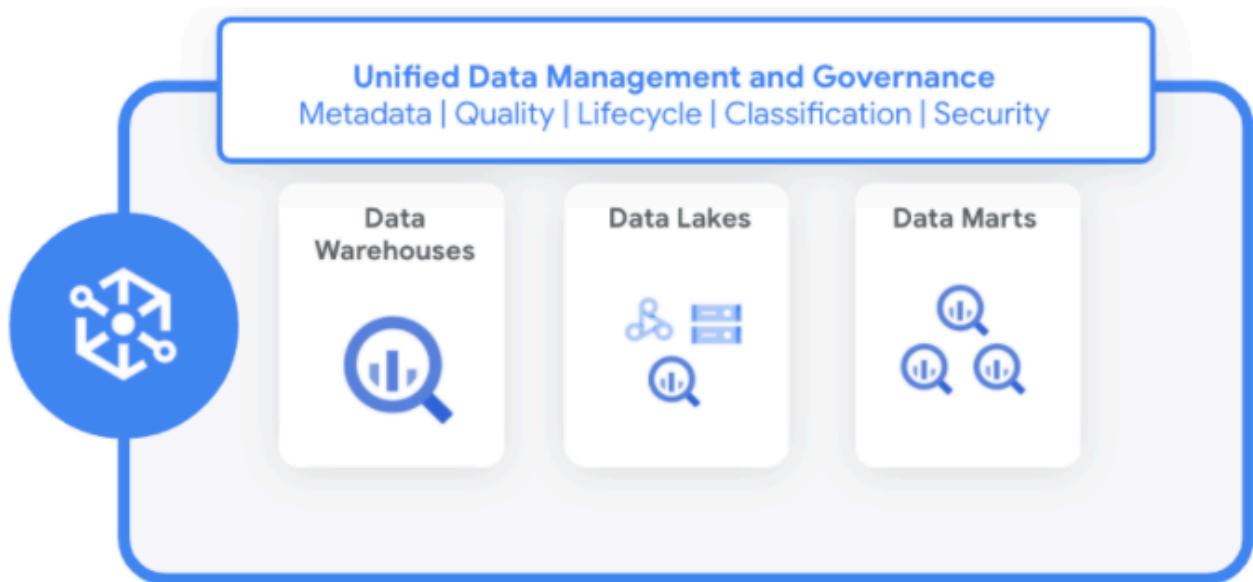 Unified Data Management and Governance
Metadata | Quality | Lifecycle | Classification | Security
Data
Warehouses
Data Lakes
Data Marts